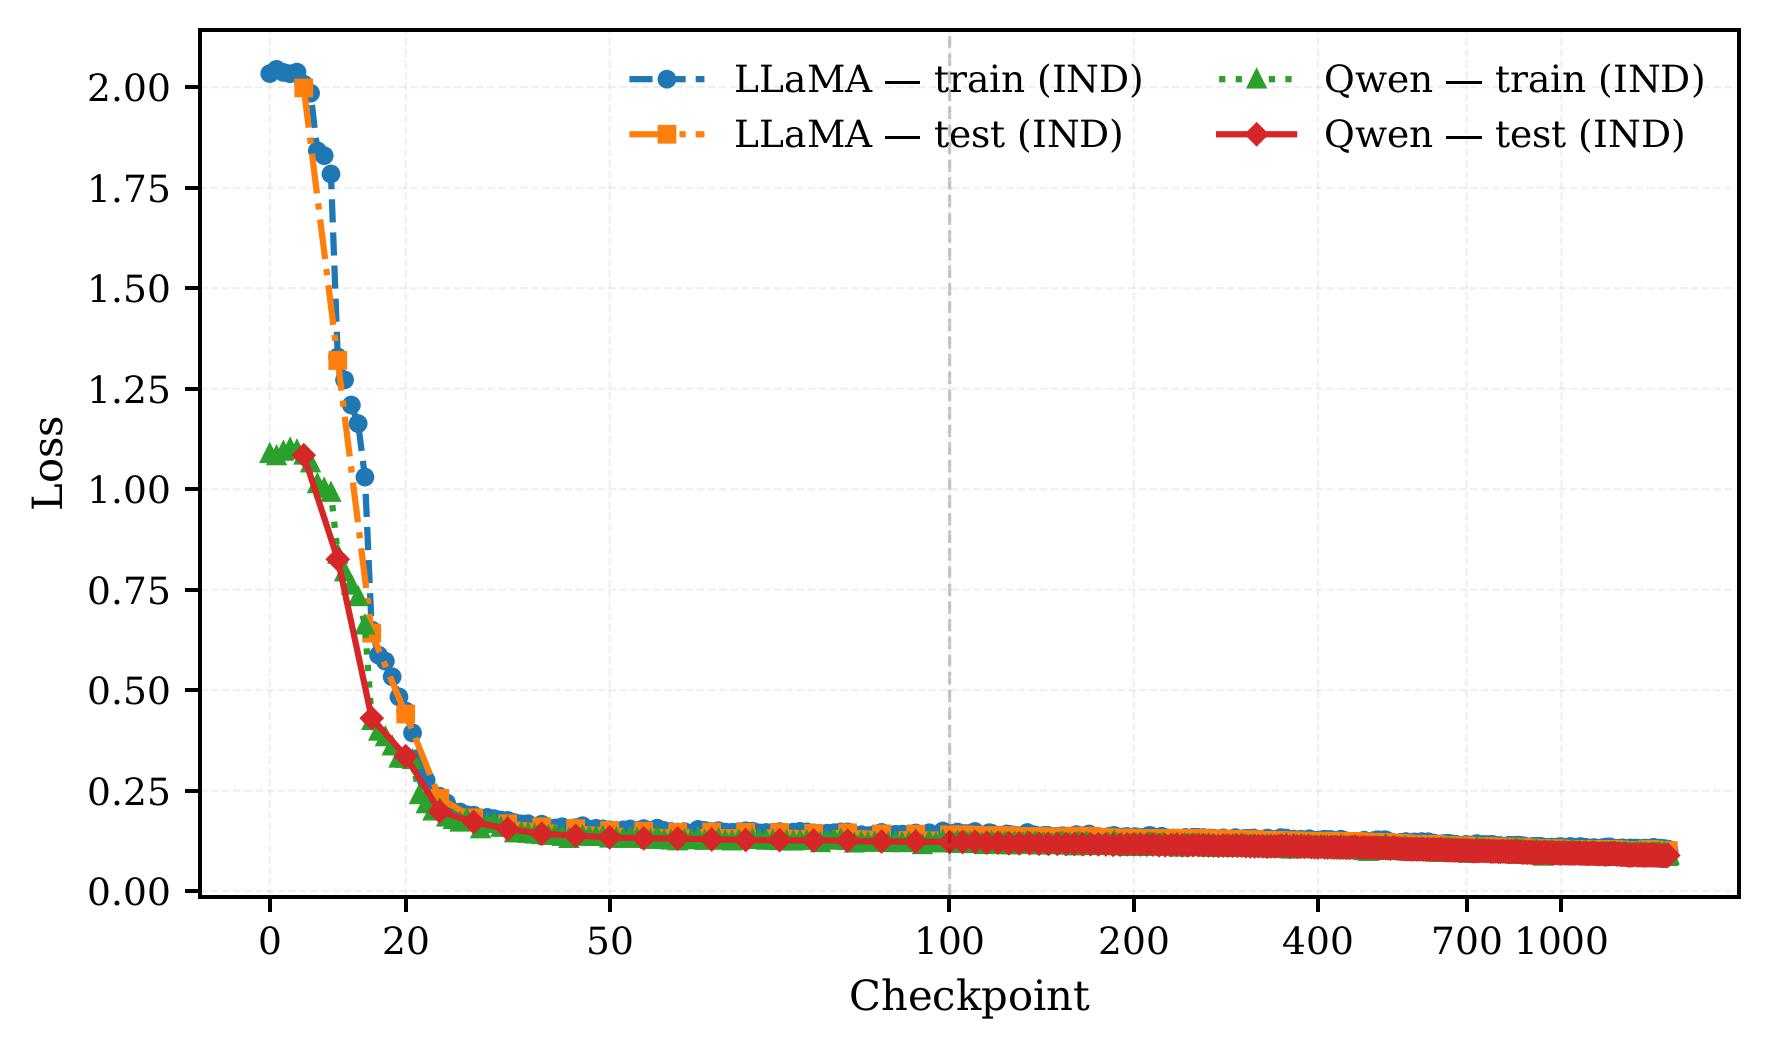 LLaMA — train (IND)
LLaMA — test (IND)
Qwen — train (IND)
Qwen — test (IND)
Loss
2.00
1.75
1.50
1.25
1.00
0.75
0.50
0.25
0.00
0 20 50 100 200 400 700 1000
Checkpoint